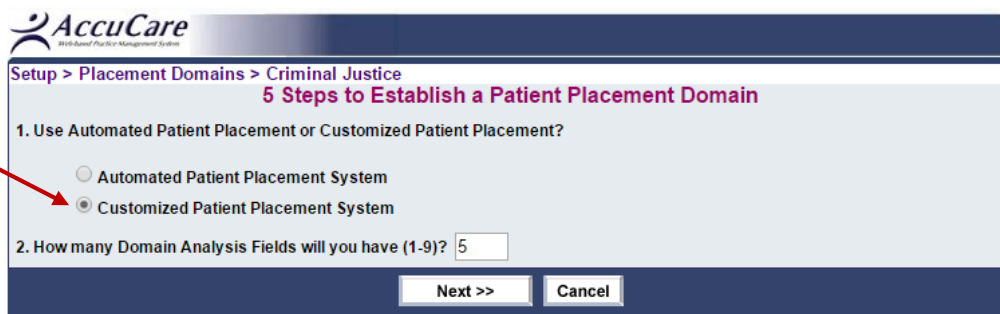 AccuCare
Web-based Practice Management System
Setup > Placement Domains > Criminal Justice
5 Steps to Establish a Patient Placement Domain
1. Use Automated Patient Placement or Customized Patient Placement?
Automated Patient Placement System
Customized Patient Placement System
2. How many Domain Analysis Fields will you have (1-9)? 5
Next >> Cancel